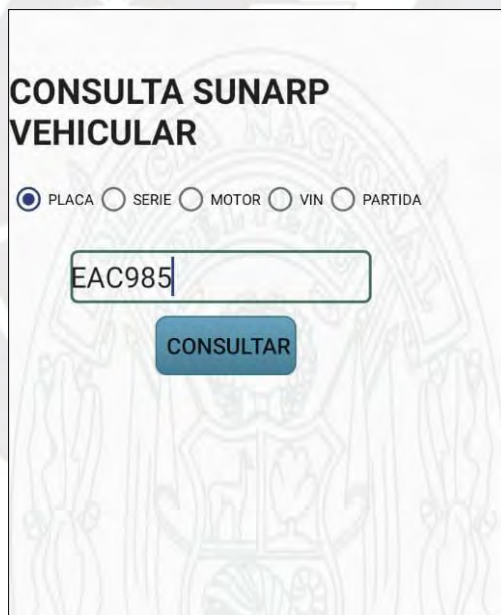 CONSULTA SUNARP
VEHICULAR
PLACA SERIE MOTOR VIN PARTIDA
EAC985
CONSULTAR